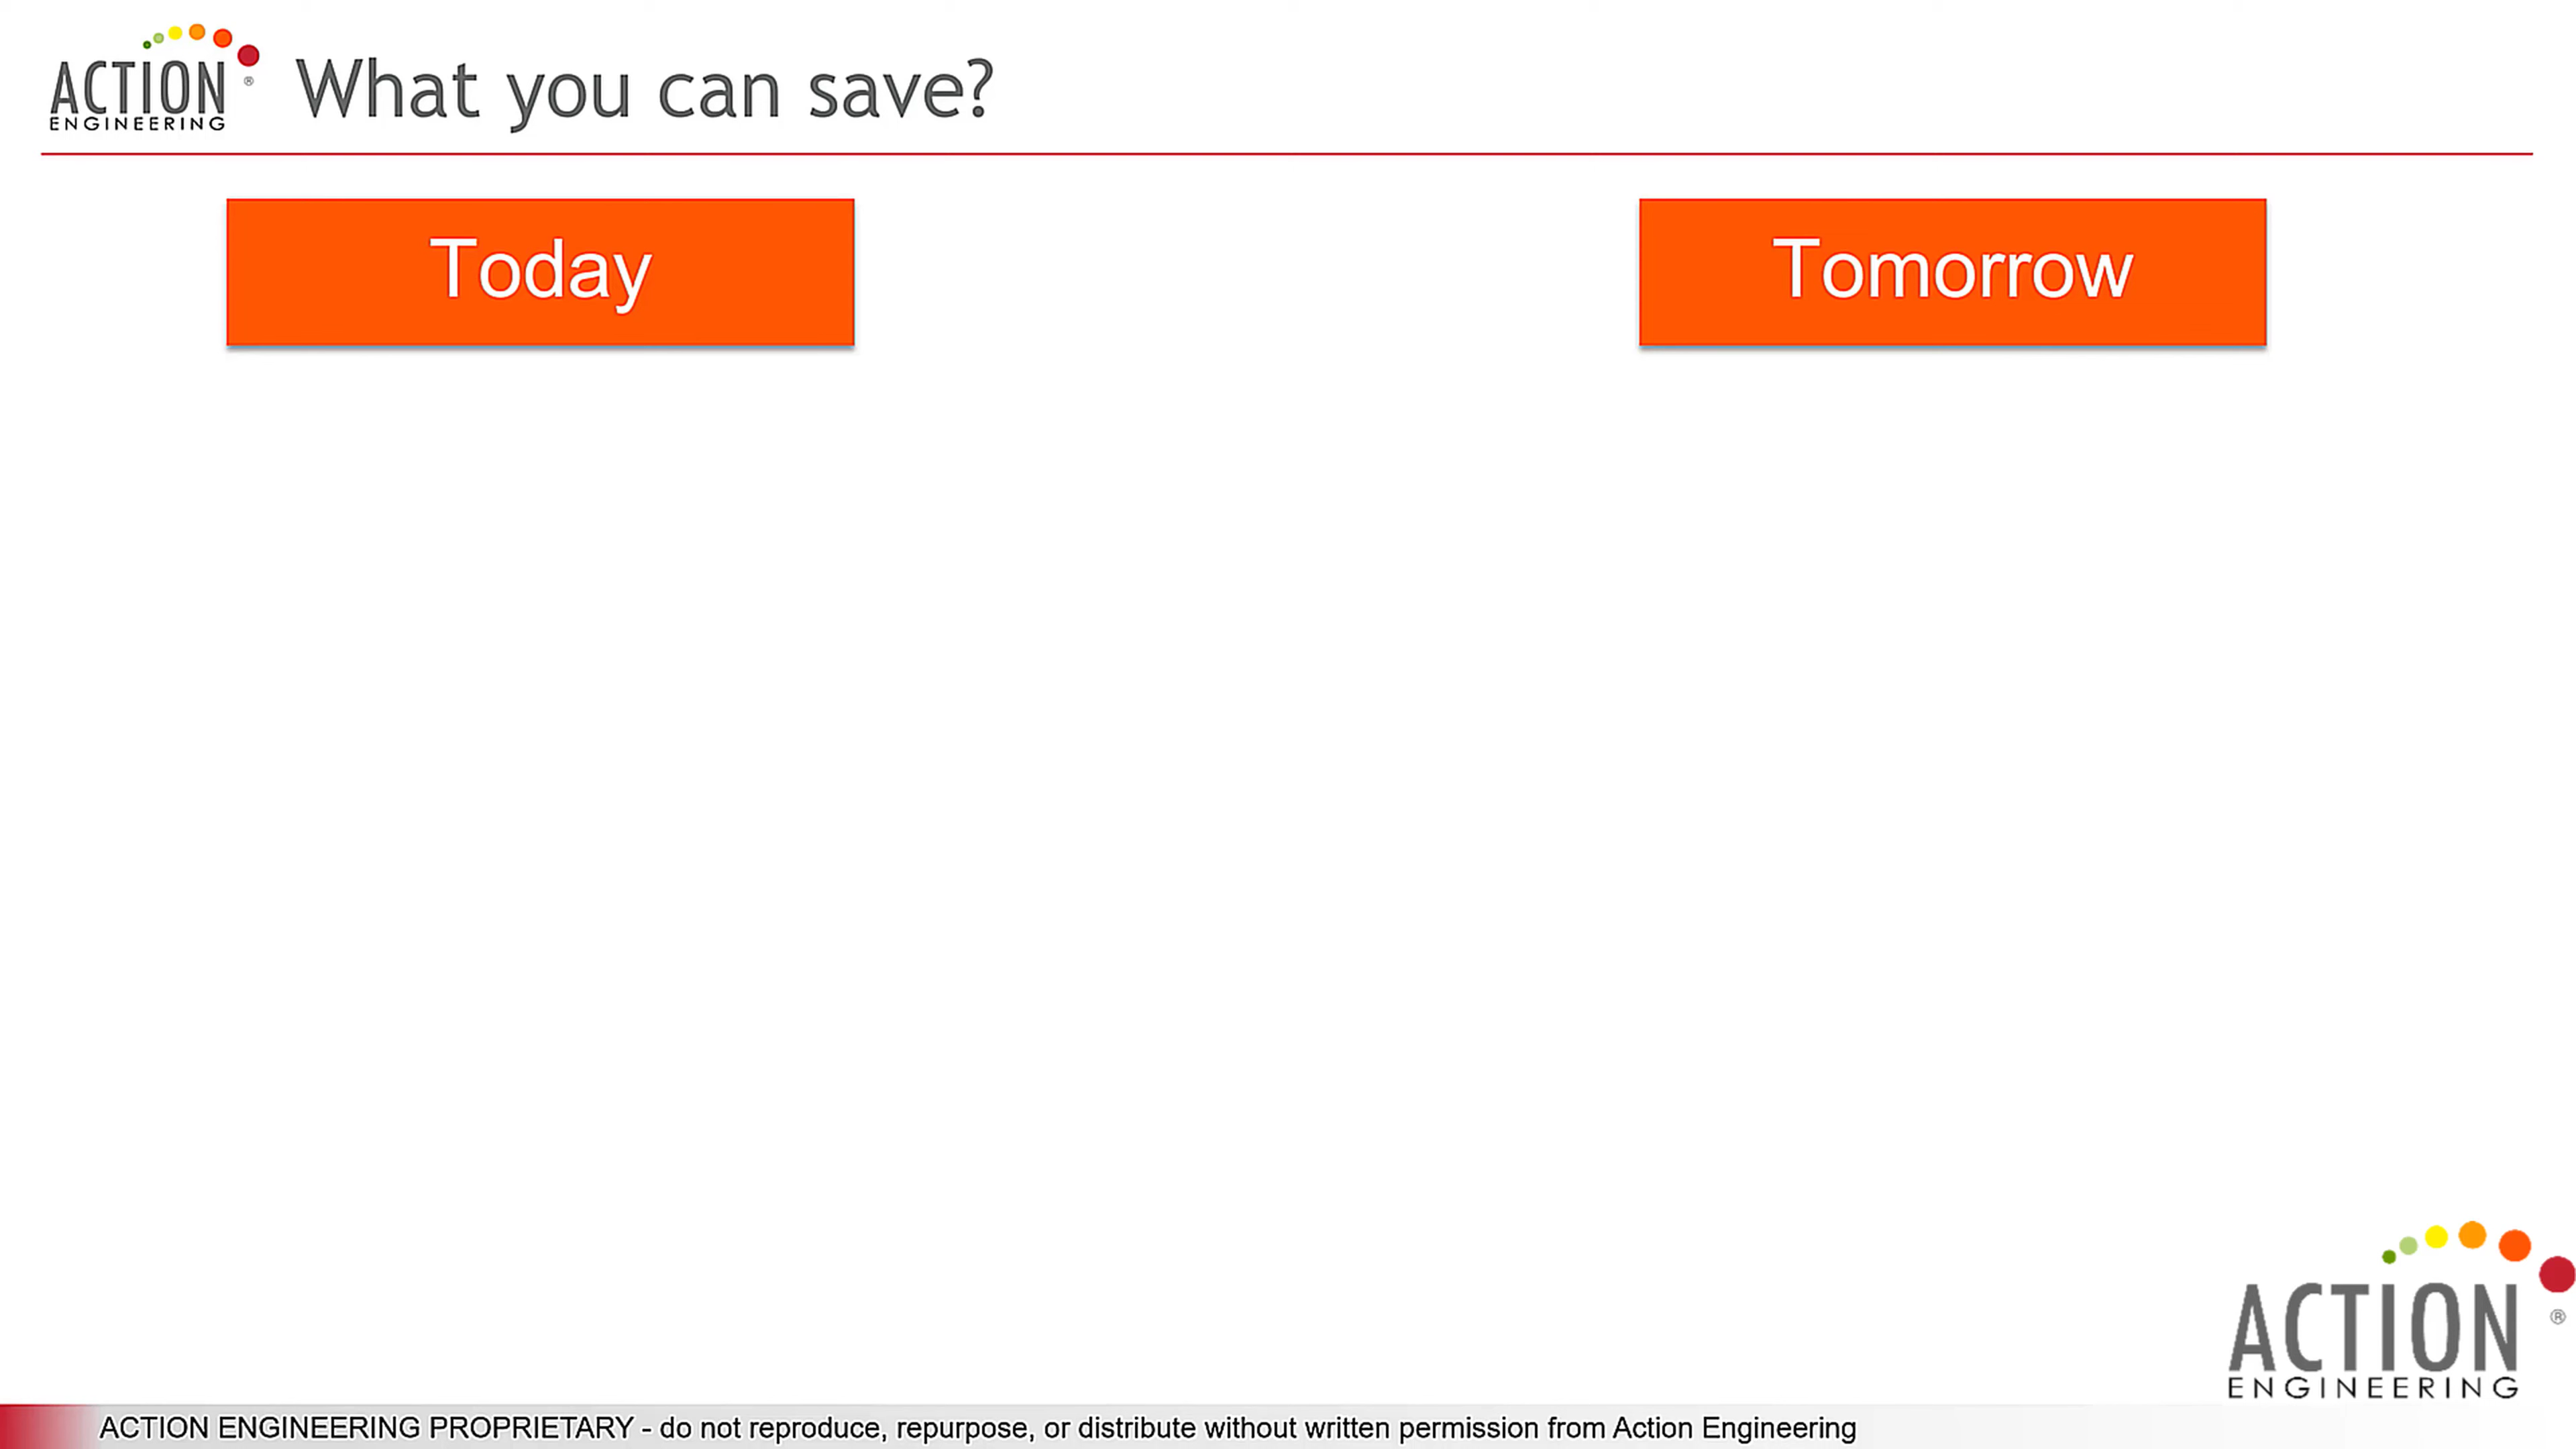 ACTION
ENGINEERING
®
What you can save?
Today
Tomorrow
ACTION
ENGINEERING
®
ACTION ENGINEERING PROPRIETARY - do not reproduce, repurpose, or distribute without written permission from Action Engineering